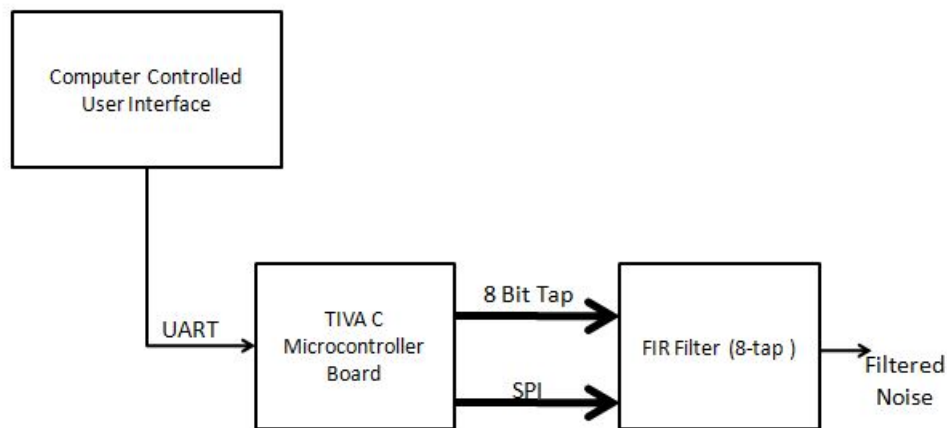 Computer Controlled
User Interface
UART
TIVA C
Microcontroller
Board
8 Bit Tap
SPI
FIR Filter (8-tap )
Filtered
Noise